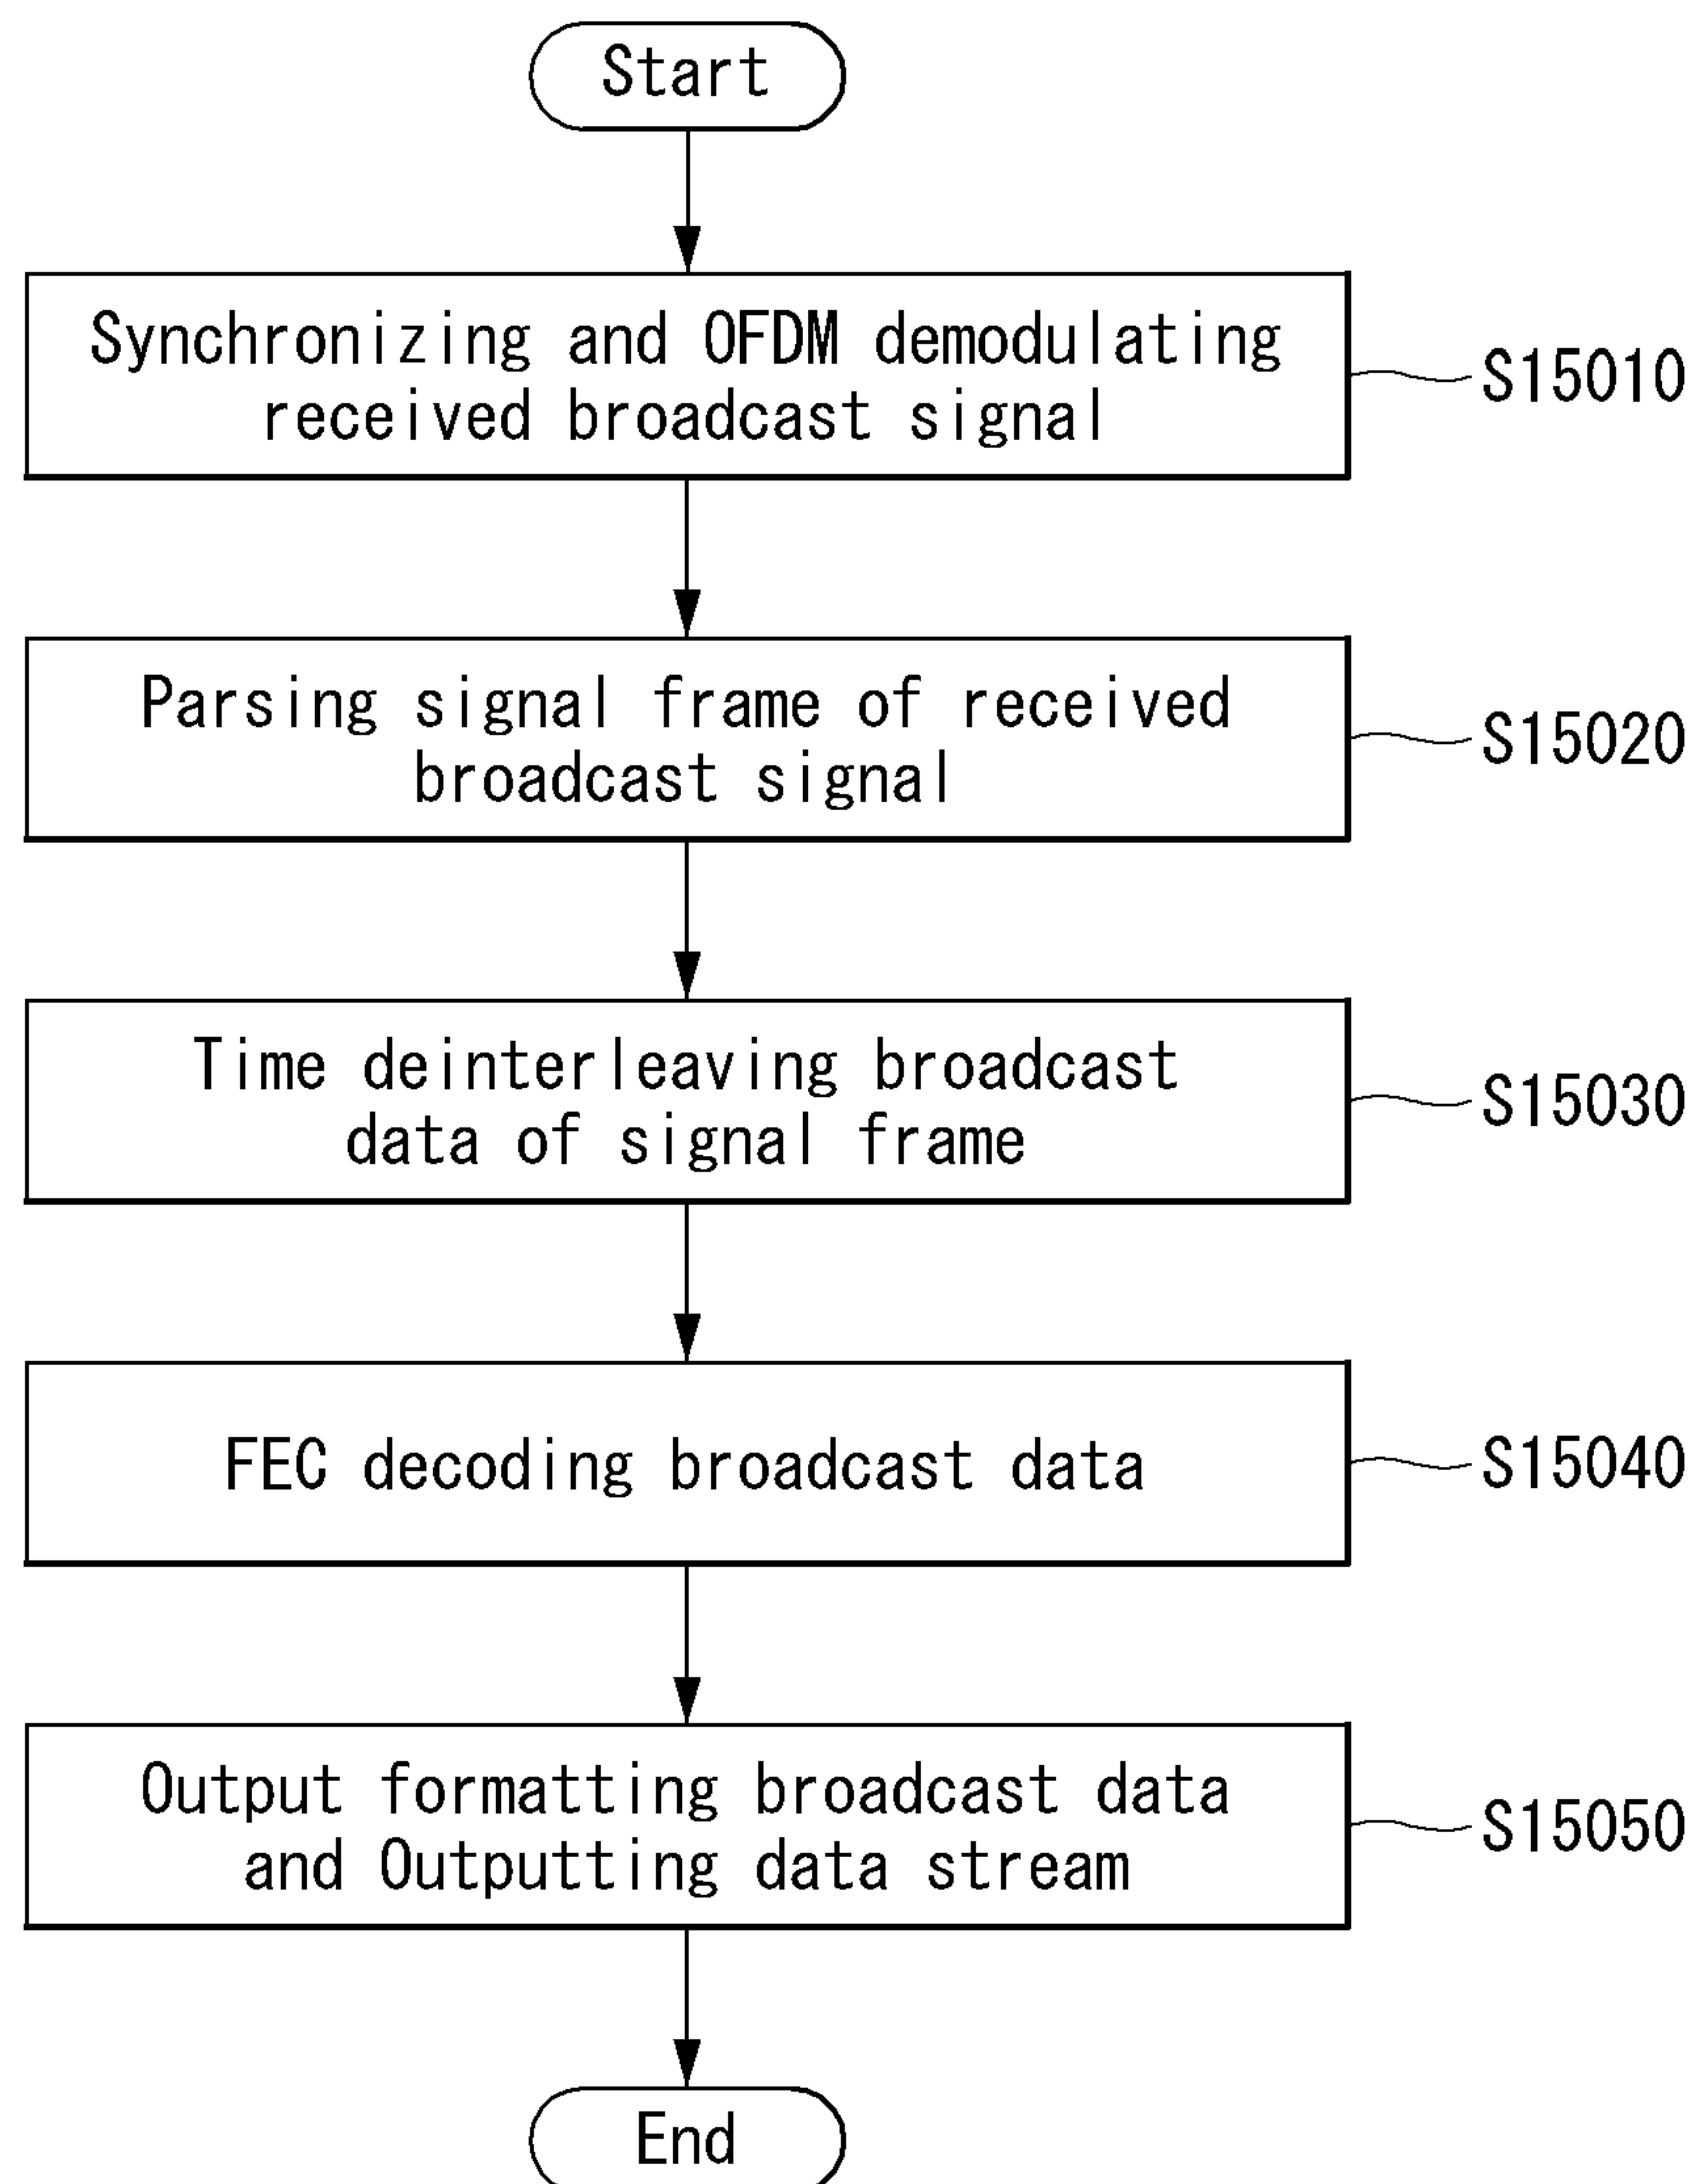 Start
Synchronizing and OFDM demodulating
received broadcast signal
S15010
Parsing signal frame of received
broadcast signal
S15020
Time deinterleaving broadcast
data of signal frame
S15030
FEC decoding broadcast data
S15040
Output formatting broadcast data
and Outputting data stream
S15050
End